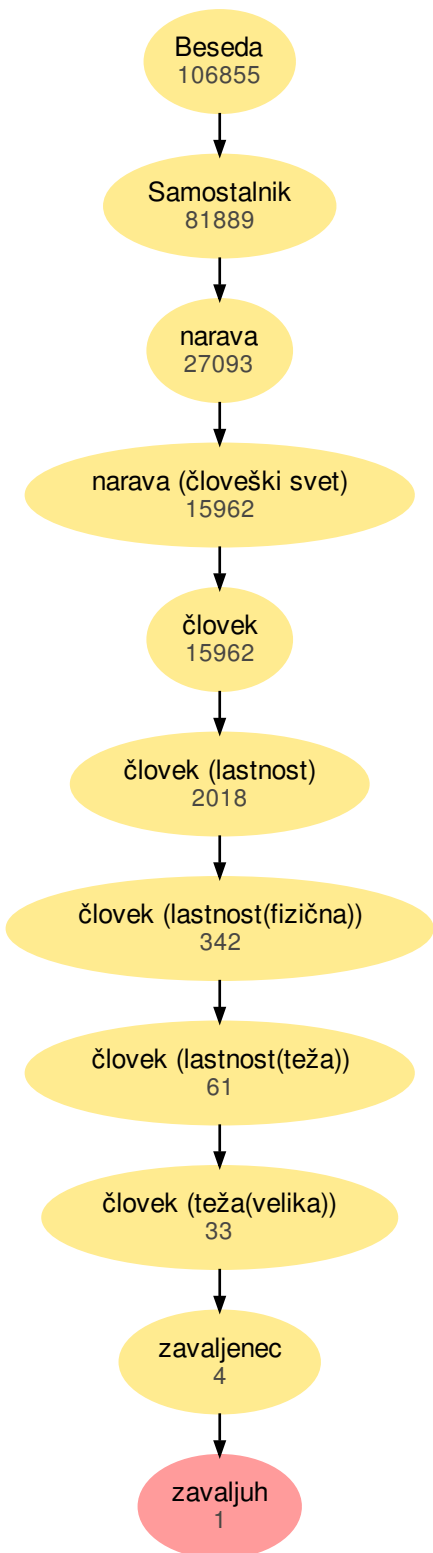 Beseda
106855
Samostalnik
81889
narava
27093
narava (človeški svet)
15962
človek
15962
človek (lastnost)
2018
človek (lastnost(fizična))
342
človek (lastnost(teža))
61
človek (teža(velika))
33
zavaljenec
4
zavaljuh
1